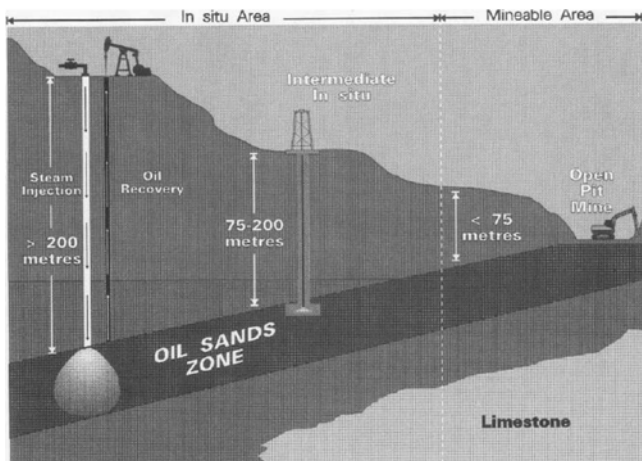 In situ Area
Mineable Area
Intermediate
In situ
Steam
Injection
Oil
Recovery
Open
Pit
Mine
> 200
metres
75-200
metres
< 75
metres
OIL SANDS
ZONE
Limestone